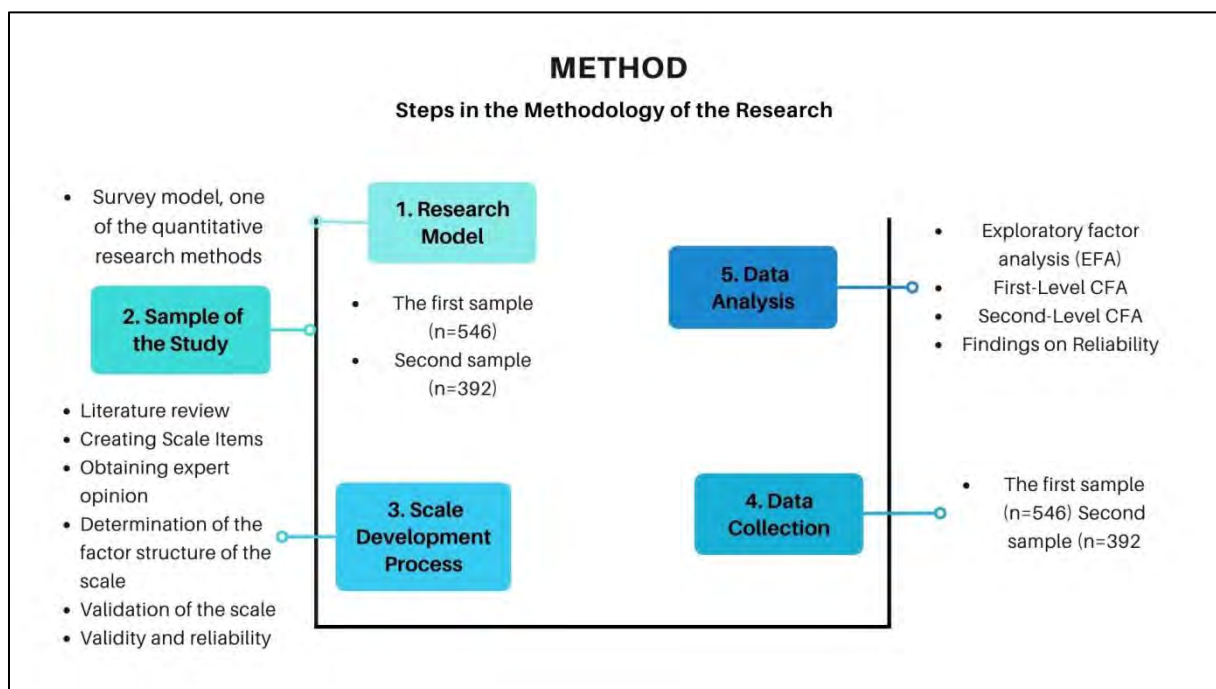 METHOD
Steps in the Methodology of the Research
• Survey model, one
of the quantitative
research methods
1. Research
Model
2. Sample of
the Study
• The first sample
(n=546)
• Second sample
(n=392)
• Literature review
• Creating Scale Items
• Obtaining expert
opinion
• Determination of the
factor structure of the
scale
• Validation of the scale
• Validity and reliability
3. Scale
Development
Process
4. Data
Collection
• The first sample
(n=546) Second
sample (n=392
5. Data
Analysis
• Exploratory factor
analysis (EFA)
• First-Level CFA
• Second-Level CFA
• Findings on Reliability